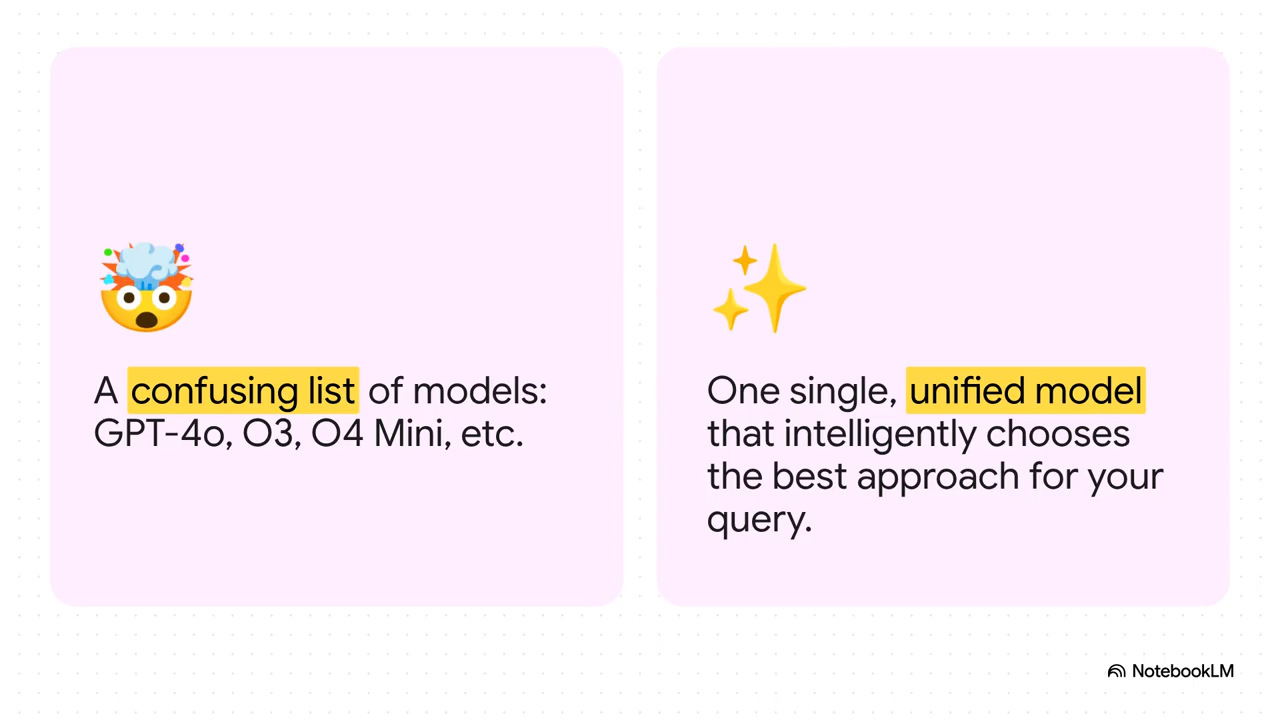 A confusing list of models:
GPT-4o, O3, O4 Mini, etc.
One single, unified model
that intelligently chooses
the best approach for your
query.
NotebookLM